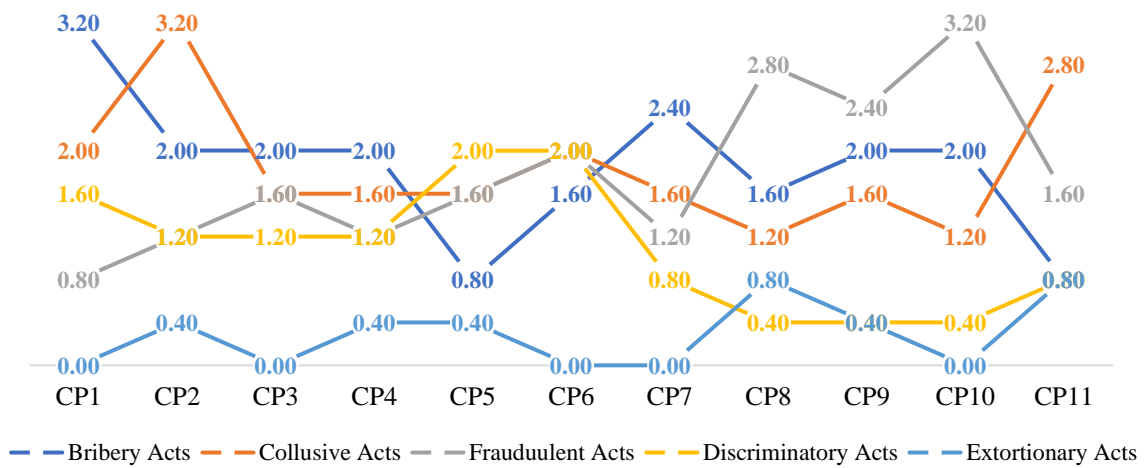 3.20 3.20 3.20
2.80 2.80
2.40 2.40
2.00 2.00 2.00 2.00 2.00 2.00 2.00 2.00
1.60 1.60 1.60 1.60 1.60 1.60 1.60 1.60 1.60
1.20 1.20 1.20 1.20 1.20 1.20
0.80 0.80 0.80 0.80 0.80
0.40 0.40 0.40 0.40 0.40 0.40
0.00 0.00 0.00 0.00 0.00
CP1 CP2 CP3 CP4 CP5 CP6 CP7 CP8 CP9 CP10 CP11
Bribery Acts Collusive Acts Frauduulent Acts Discriminatory Acts Extortionary Acts